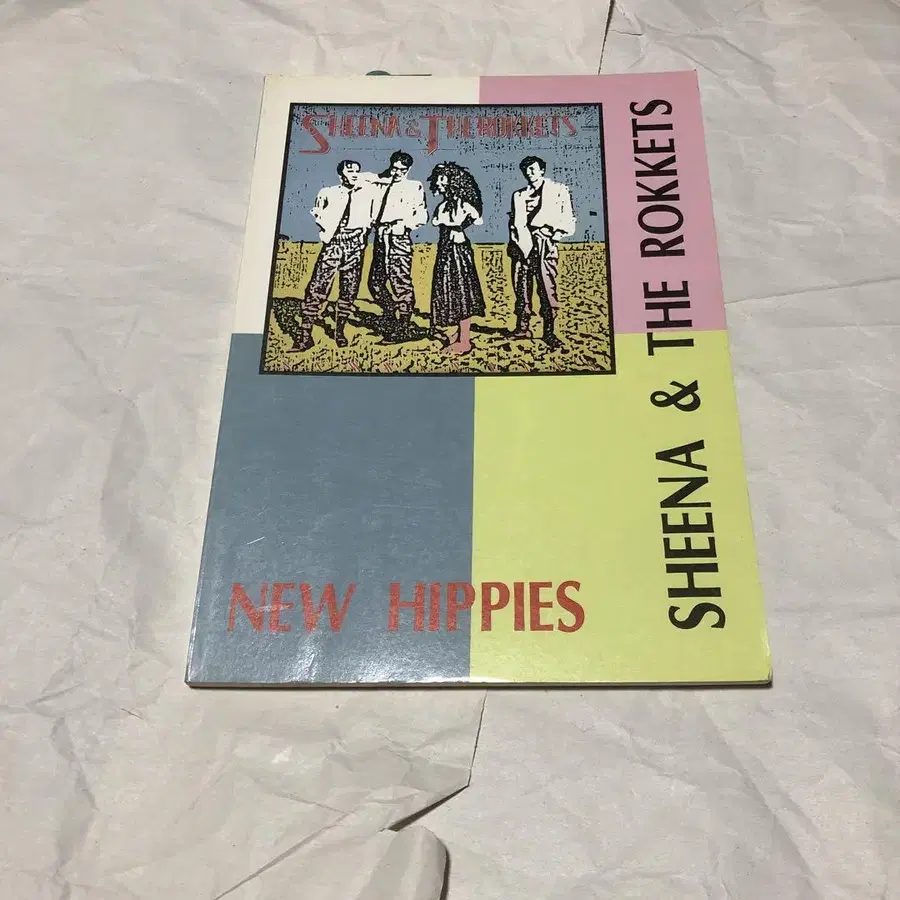 SHEENA & THE ROKKETS
SHEENA & THE ROKKETS
NEW HIPPIES